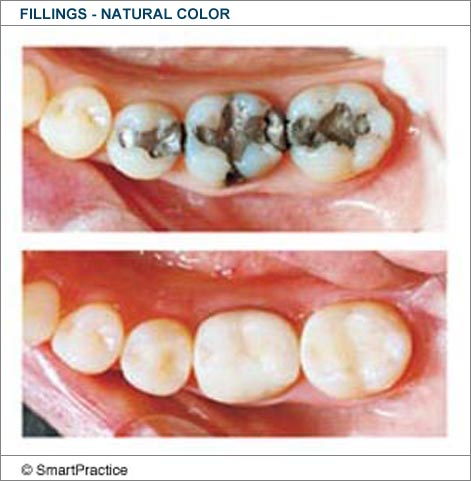 FILLINGS - NATURAL COLOR
© SmartPractice